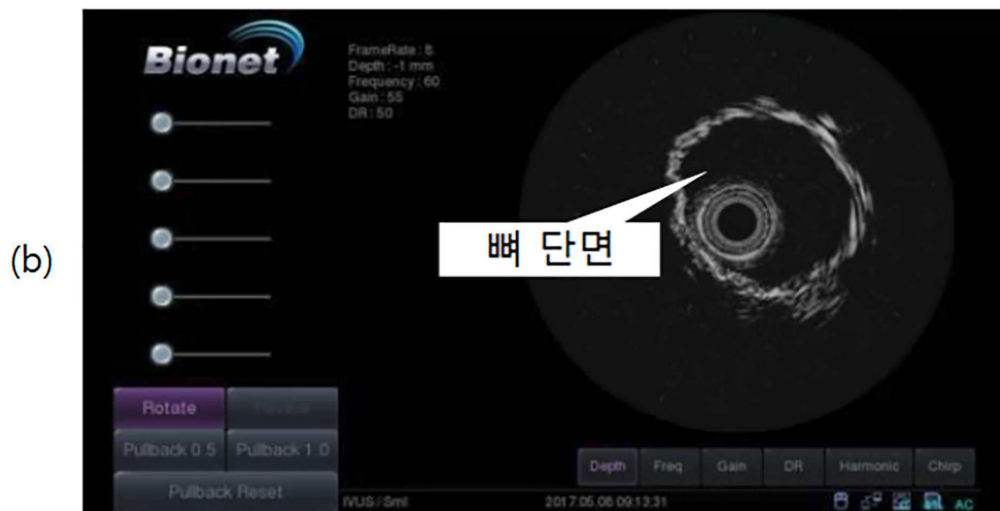 (b)
Bionet
FrameRate : 8
Depth : -1 mm
Frequency : 60
Gain : 55
DR : 50
뼈 단면
Rotate
Pullback 0.5
Pullback 1.0
Pullback Reset
Depth
Freq
Gain
DR
Harmonic
Chirp
IVUS / Sml
2017.05.08.09:13:31
AC